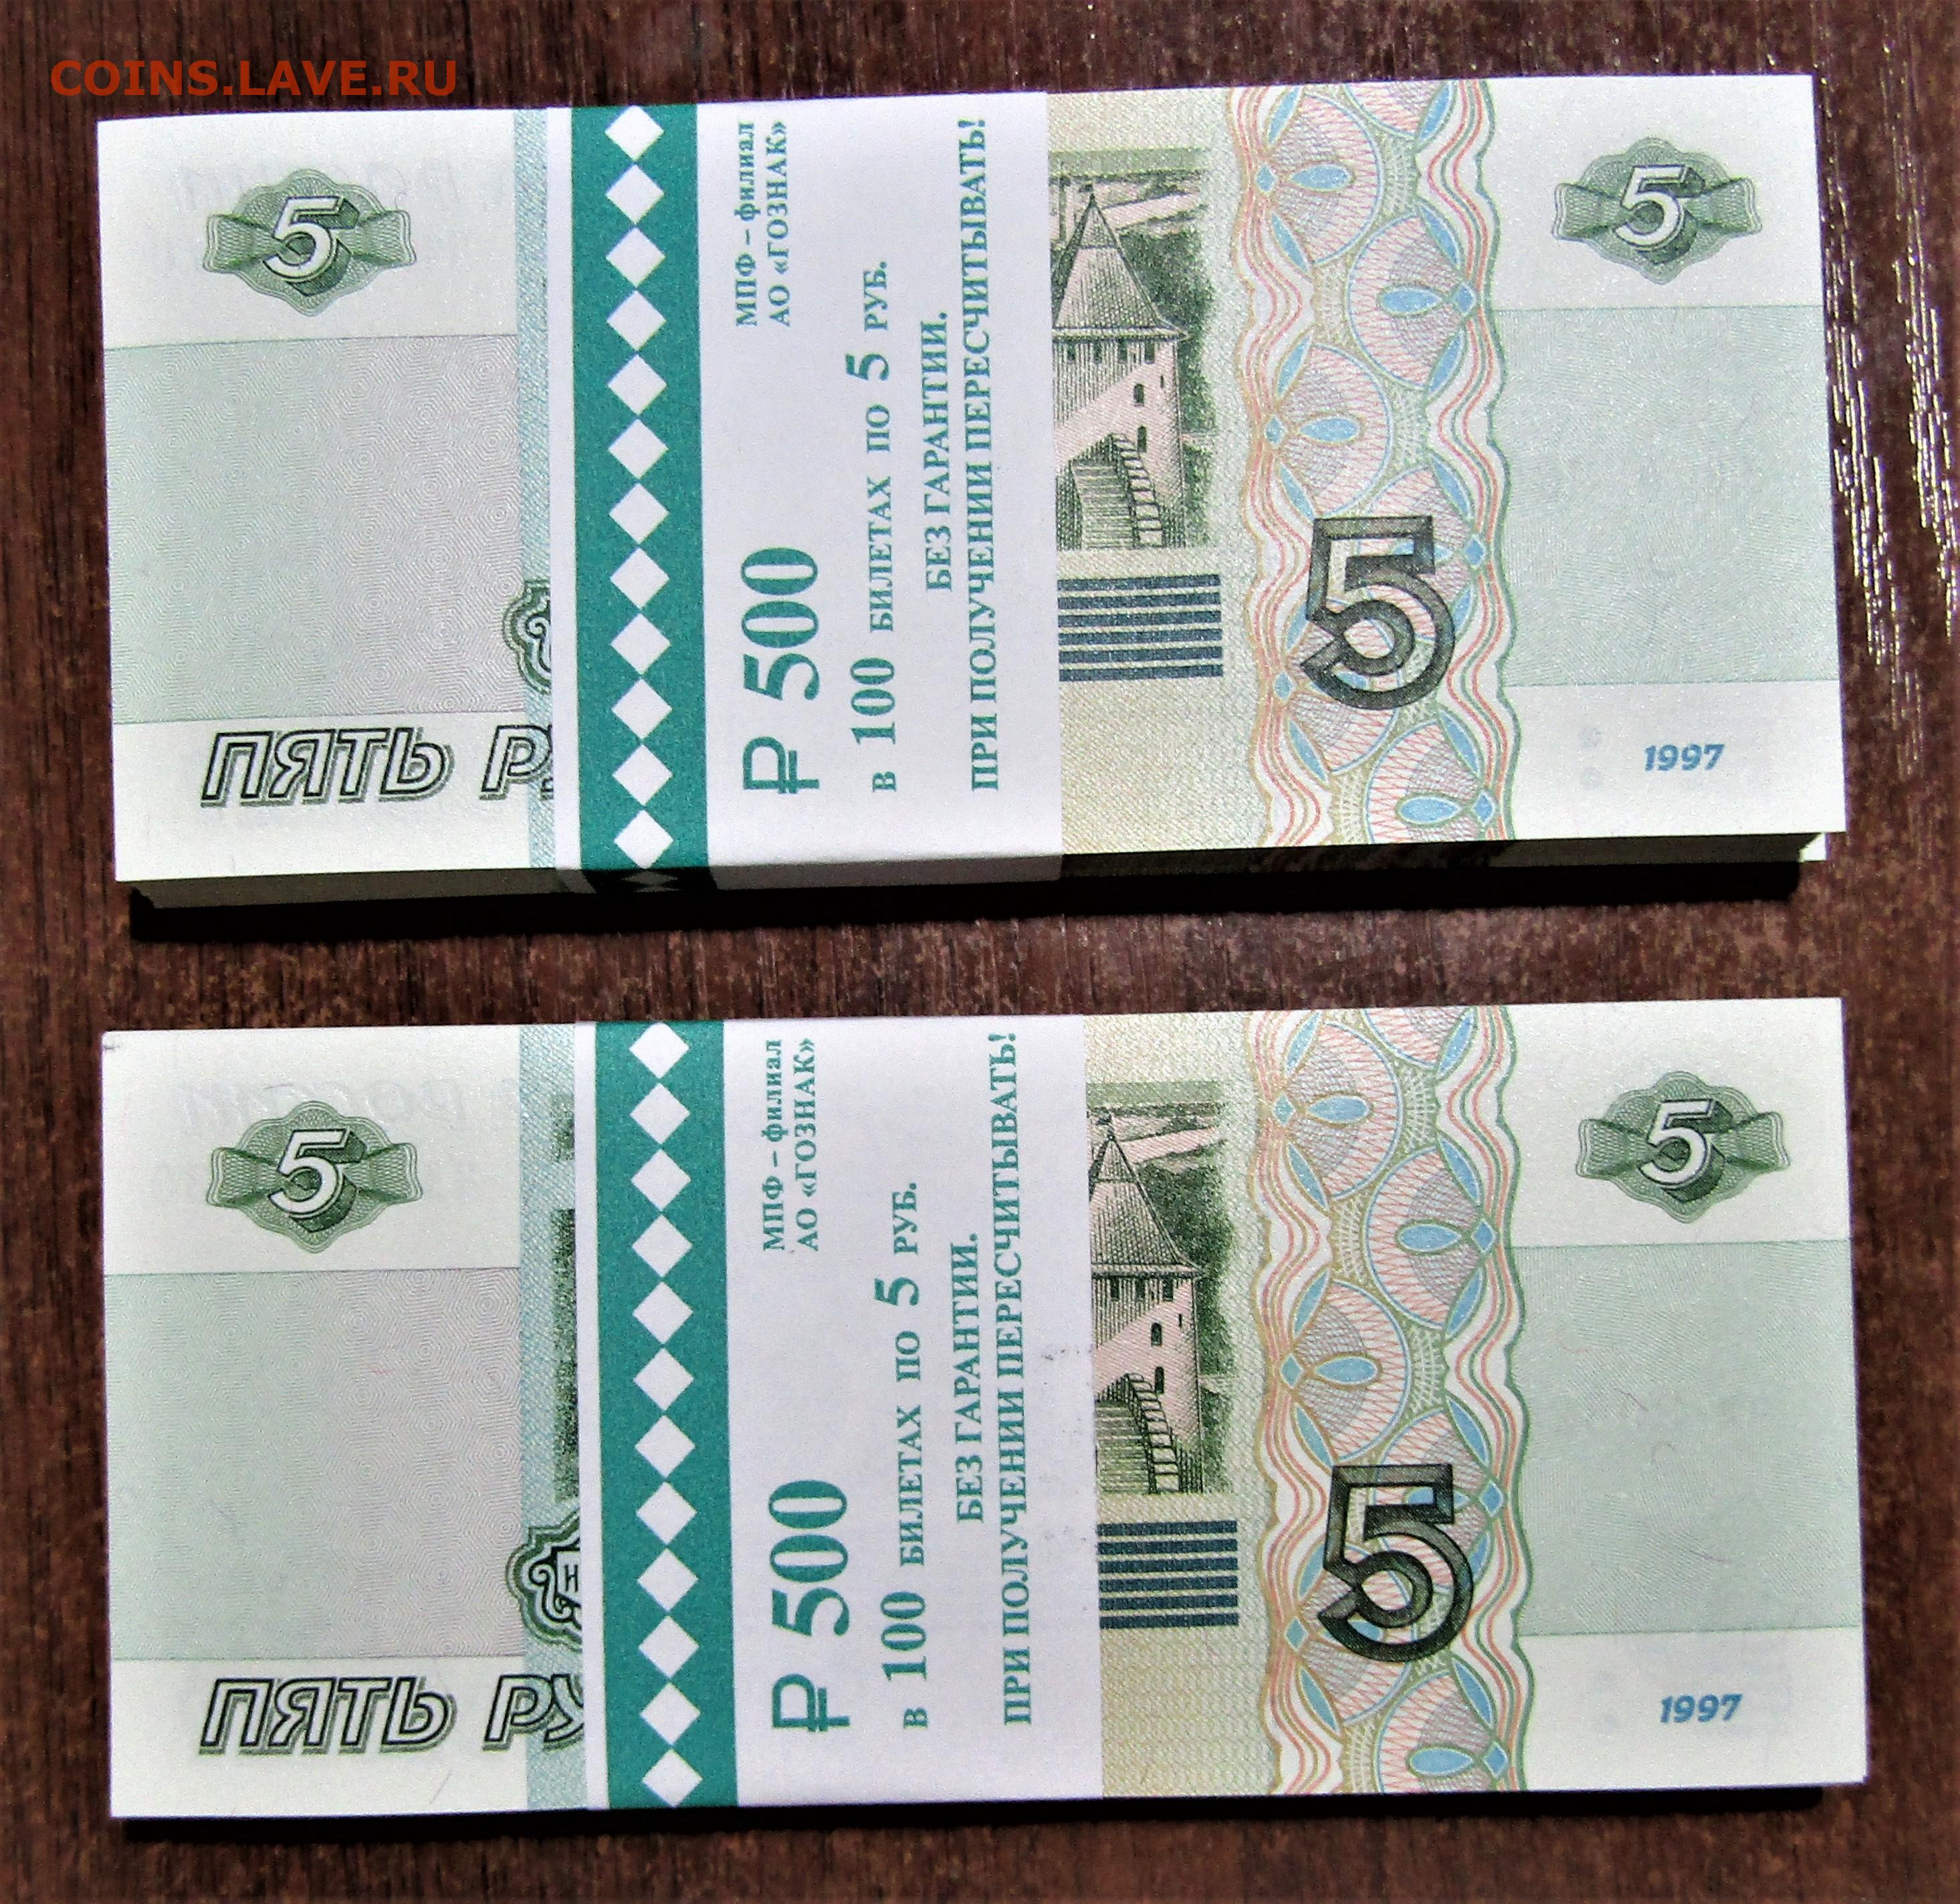 COINS.LAVE.RU
5
МПФ – филиал
АО «ГОЗНАК»
₽ 500
в 100 БИЛЕТАХ ПО 5 РУБ.
БЕЗ ГАРАНТИИ.
ПРИ ПОЛУЧЕНИИ ПЕРЕСЧИТЫВАТЬ!
5
5
ПЯТЬ
1997
5
МПФ – филиал
АО «ГОЗНАК»
₽ 500
в 100 БИЛЕТАХ ПО 5 РУБ.
БЕЗ ГАРАНТИИ.
ПРИ ПОЛУЧЕНИИ ПЕРЕСЧИТЫВАТЬ!
5
5
ПЯТЬ РУ
1997